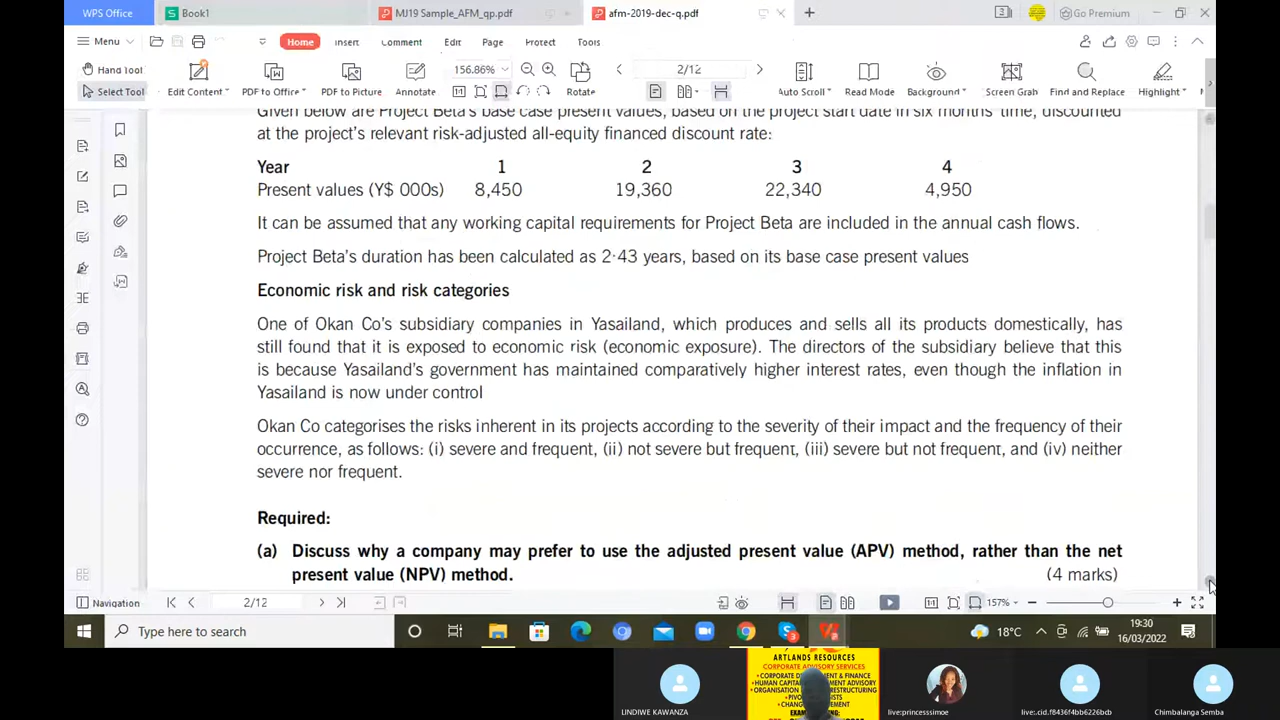 WPS Office
Book1
MJ19 Sample_AFM_qp.pdf
afm-2019-dec-q.pdf
Go Premium
Menu
Home
Insert
Comment
Edit
Page
Protect
Tools
Hand Tool
Select Tool
Edit Content
PDF to Office
PDF to Picture
Annotate
156.86%
Rotate
2/12
Auto Scroll
Read Mode
Background
Screen Grab
Find and Replace
Highlight
Given below are Project Beta's base case present values, based on the project start date in six months' time, discounted
at the project's relevant risk-adjusted all-equity financed discount rate:
Year 1 2 3 4
Present values (Y$ 000s) 8,450 19,360 22,340 4,950
It can be assumed that any working capital requirements for Project Beta are included in the annual cash flows.
Project Beta's duration has been calculated as 2·43 years, based on its base case present values
Economic risk and risk categories
One of Okan Co's subsidiary companies in Yasailand, which produces and sells all its products domestically, has
still found that it is exposed to economic risk (economic exposure). The directors of the subsidiary believe that this
is because Yasailand's government has maintained comparatively higher interest rates, even though the inflation in
Yasailand is now under control
Okan Co categorises the risks inherent in its projects according to the severity of their impact and the frequency of their
occurrence, as follows: (i) severe and frequent, (ii) not severe but frequent, (iii) severe but not frequent, and (iv) neither
severe nor frequent.
Required:
(a) Discuss why a company may prefer to use the adjusted present value (APV) method, rather than the net
present value (NPV) method. (4 marks)
Navigation
2/12
157%
Type here to search
18°C
19:30
16/03/2022
LINDIWE KAWANZA
ARTLANDS RESOURCES
CORPORATE ADVISORY SERVICES
live:princesssimoe
live:.cid.f8436f4bb6226bcb
Chimbalanga Semba